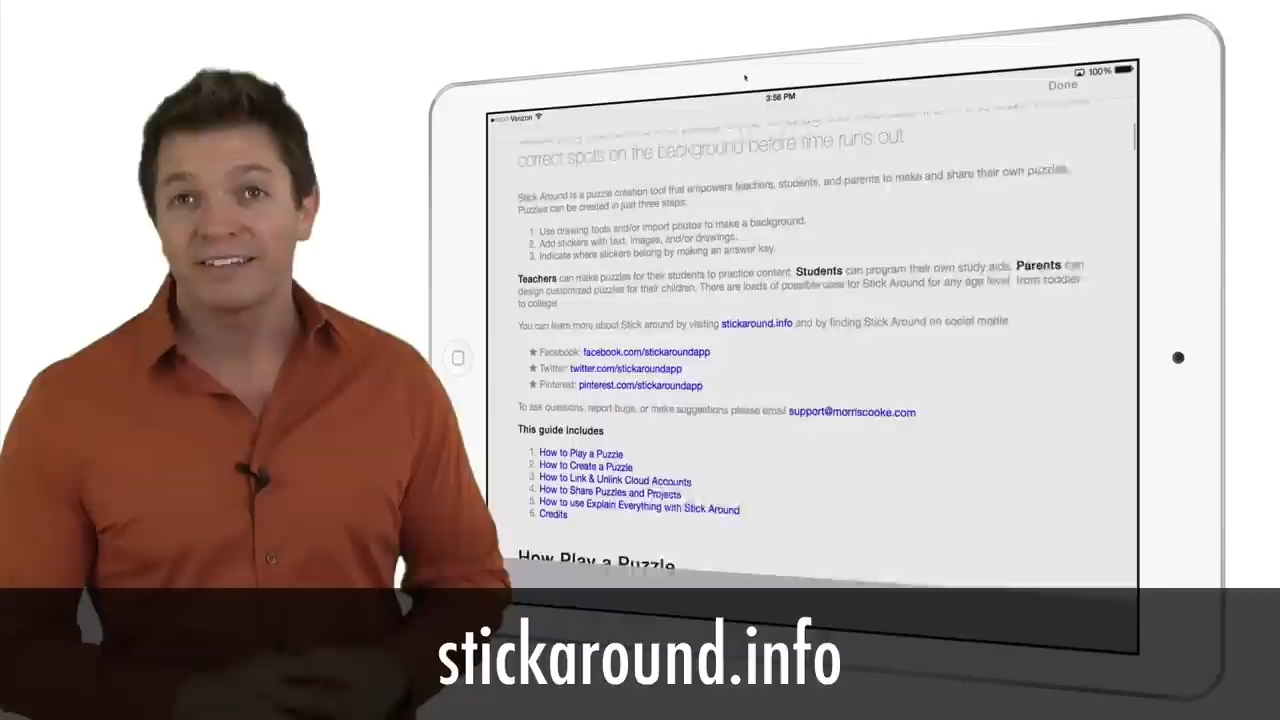 Verizon
3:56 PM
100%
Done
correct spots on the background before time runs out.
Stick Around is a puzzle creation tool that empowers teachers, students, and parents to make and share their own puzzles.
Puzzles can be created in just three steps:
1. Use drawing tools and/or import photos to make a background.
2. Add stickers with text, images, and/or drawings.
3. Indicate where stickers belong by making an answer key.
Teachers can make puzzles for their students to practice content. Students can program their own study aids. Parents can
design customized puzzles for their children. There are loads of possible uses for Stick Around for any age level from toddler
to college!
You can learn more about Stick around by visiting stickaround.info and by finding Stick Around on social media:
★ Facebook: facebook.com/stickaroundapp
★ Twitter: twitter.com/stickaroundapp
★ Pinterest: pinterest.com/stickaroundapp
To ask questions, report bugs, or make suggestions please email support@morriscooke.com
This guide includes
1. How to Play a Puzzle
2. How to Create a Puzzle
3. How to Link & Unlink Cloud Accounts
4. How to Share Puzzles and Projects
5. How to use Explain Everything with Stick Around
6. Credits
How Play a Puzzle
stickaround.info